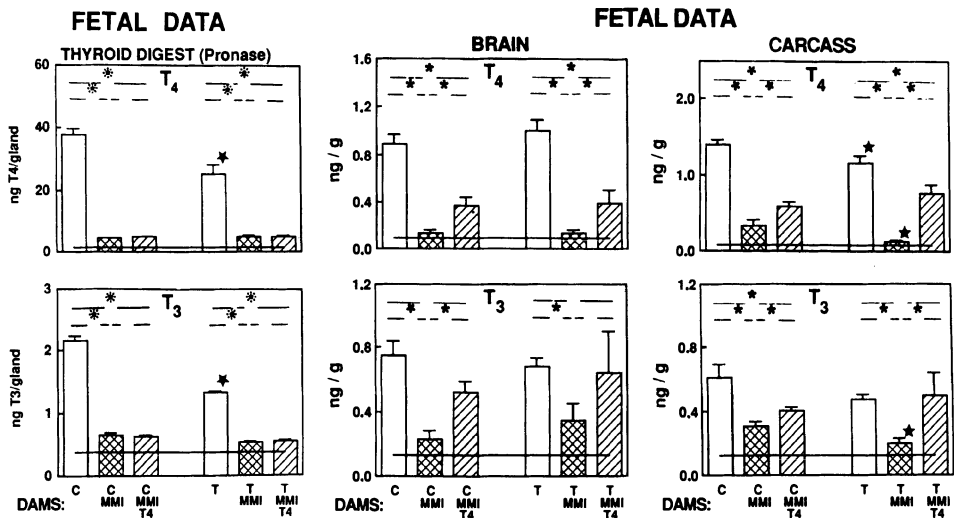 FETAL DATA
THYROID DIGEST (Pronase)
60
40
20
0
ng T4/gland
* T4 *
* *
3
2
1
0
ng T3/gland
* T3 *
* *
★
★
C C C T T T
MMI MMI MMI MMI
T4 T4
DAMS:
FETAL DATA
BRAIN
1.6
1.2
0.8
0.4
0.0
ng / g
* T4 *
* * * *
1.2
0.8
0.4
0.0
ng / g
T3
* * *
C C C T T T
MMI MMI MMI MMI
T4 T4
DAMS:
CARCASS
2.0
1.0
0.0
ng / g
* T4 *
* * * *
★
★
1.2
0.8
0.4
0.0
ng / g
* T3
* * * *
★
C C C T T T
MMI MMI MMI MMI
T4 T4
DAMS: